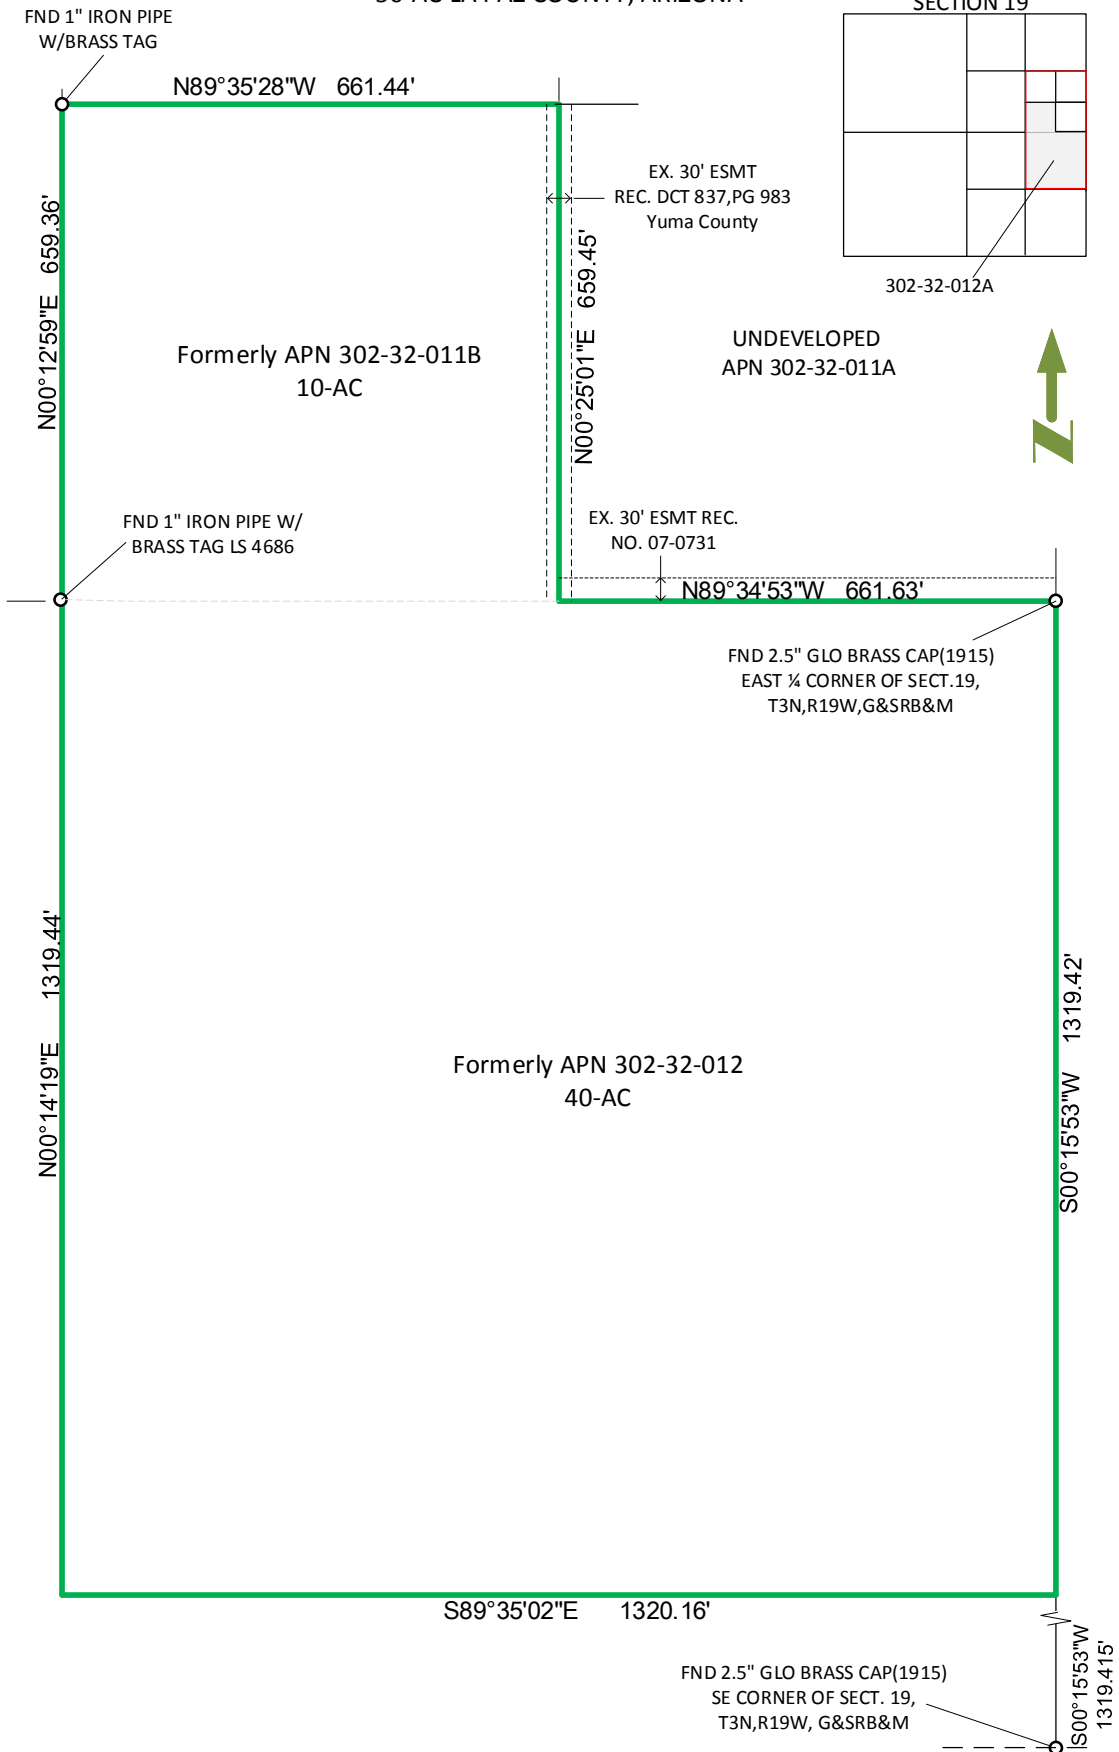 FND 1" IRON PIPE
W/BRASS TAG
SECTION 19
N89°35'28"W 661.44'
N00°12'59"E 659.36'
EX. 30' ESMT
REC. DCT 837,PG 983
Yuma County
N00°25'01"E 659.45'
302-32-012A
Formerly APN 302-32-011B
10-AC
UNDEVELOPED
APN 302-32-011A
N
FND 1" IRON PIPE W/
BRASS TAG LS 4686
EX. 30' ESMT REC.
NO. 07-0731
N89°34'53"W 661.63'
FND 2.5" GLO BRASS CAP(1915)
EAST ¼ CORNER OF SECT.19,
T3N,R19W,G&SRB&M
N00°14'19"E 1319.44'
Formerly APN 302-32-012
40-AC
S00°15'53"W 1319.42'
S89°35'02"E 1320.16'
FND 2.5" GLO BRASS CAP(1915)
SE CORNER OF SECT. 19,
T3N,R19W, G&SRB&M
S00°15'53"W
1319.415'